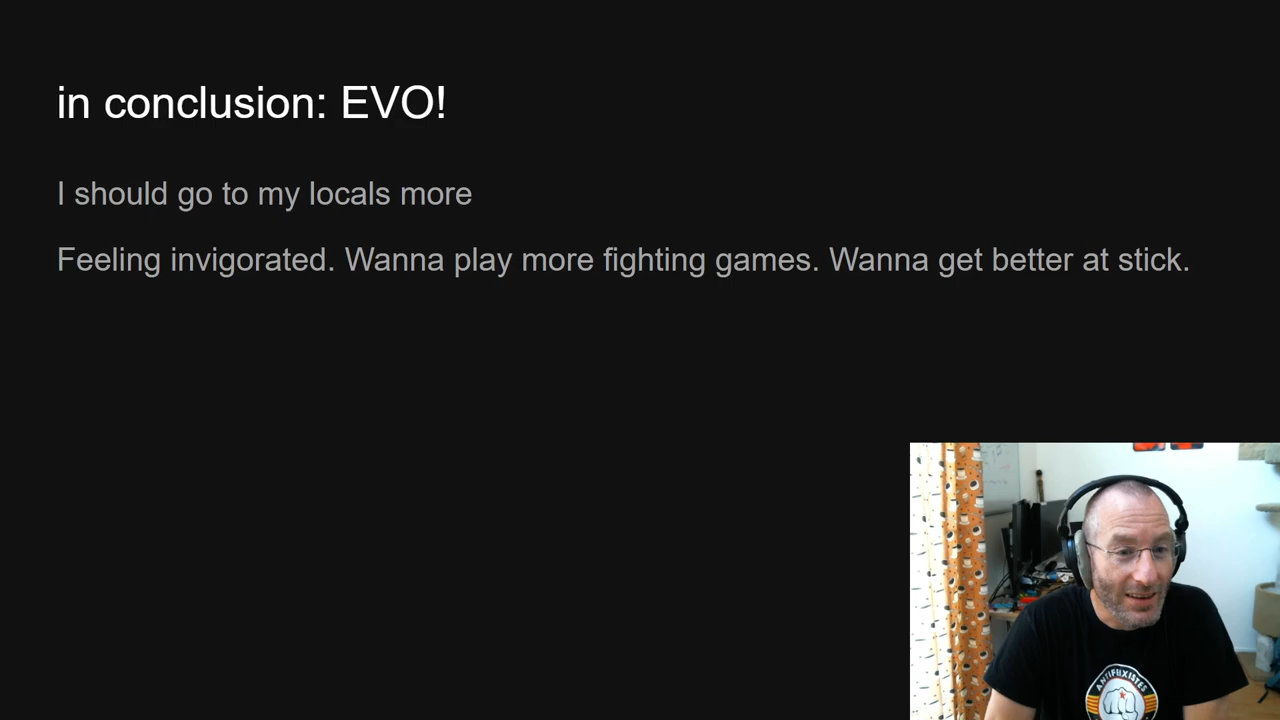 in conclusion: EVO!
I should go to my locals more
Feeling invigorated. Wanna play more fighting games. Wanna get better at stick.